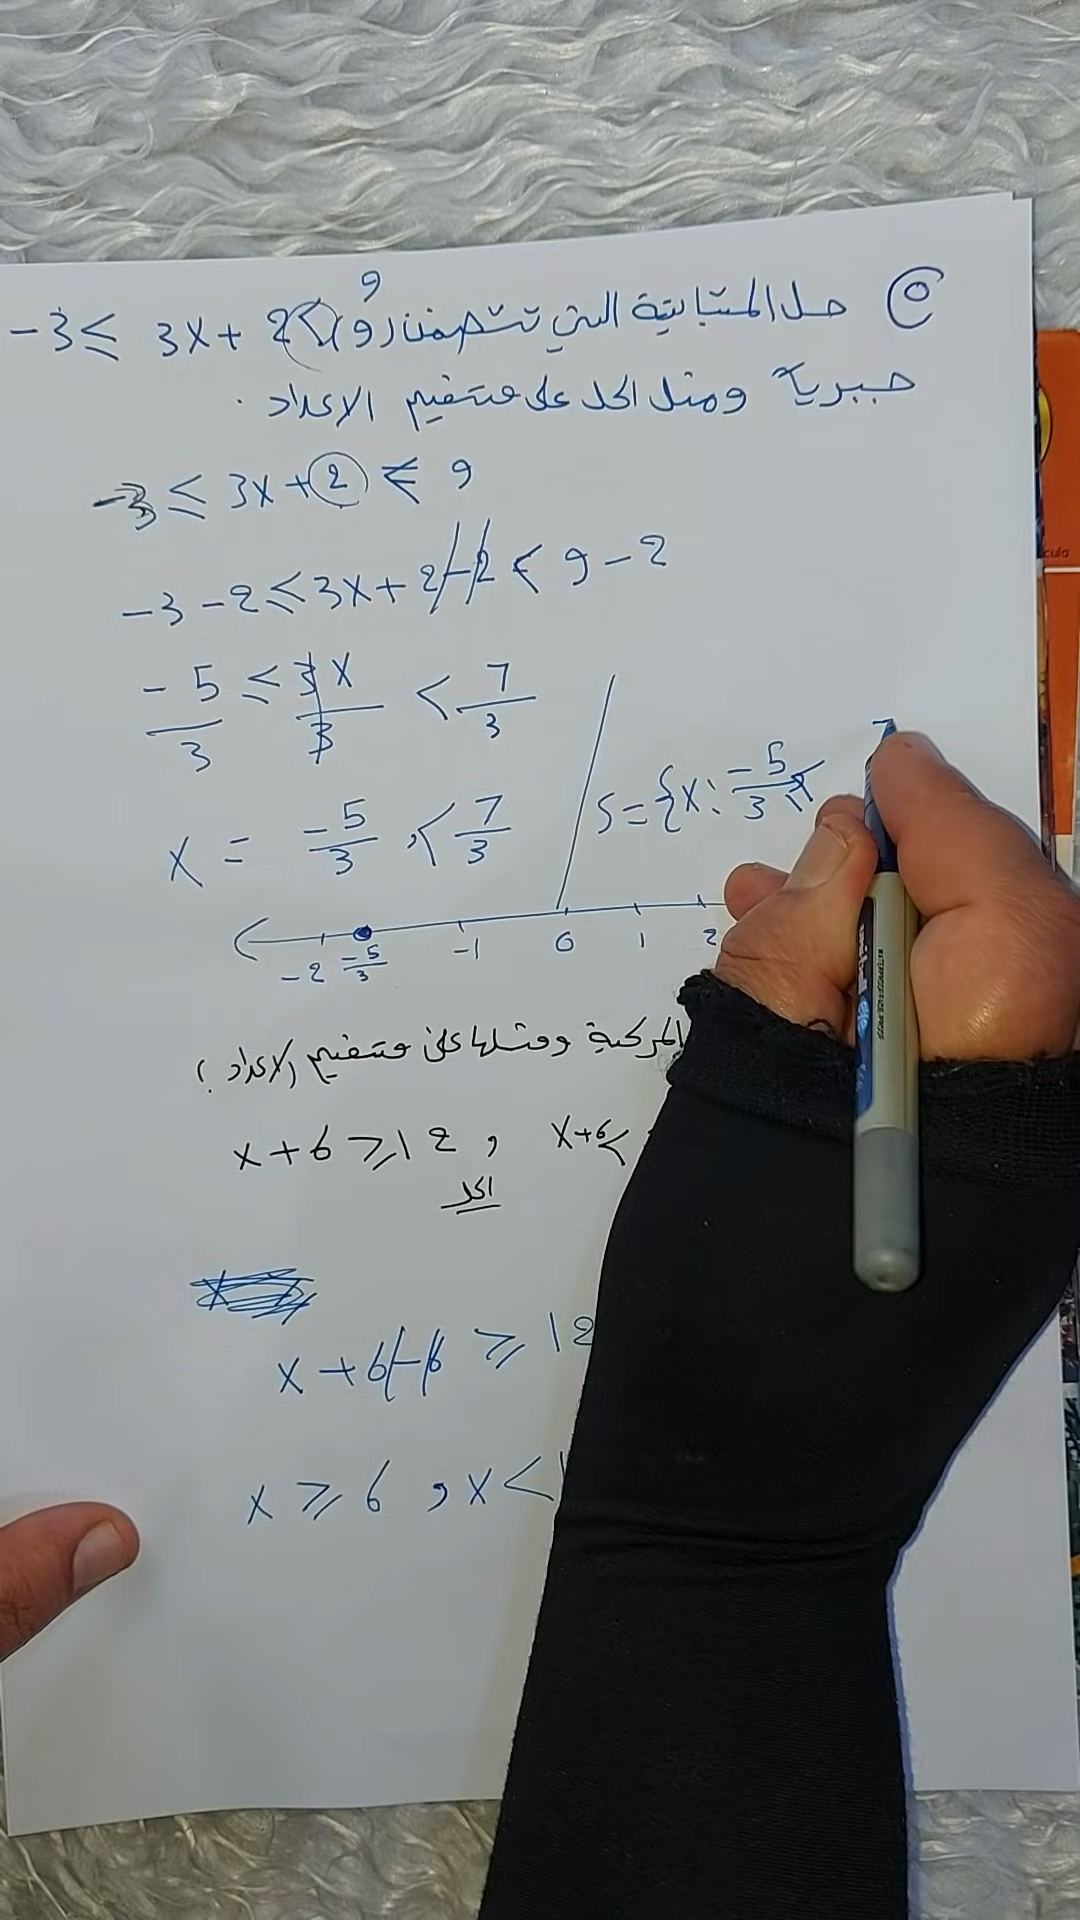 حل المتباينة التي تتضمن (و) -3 ≤ 3x + 2 < 9
جبرياً ومثل الحل على مستقيم الاعداد .
-3 ≤ 3x + 2 < 9
-3 - 2 ≤ 3x + 2 - 2 < 9 - 2
-5/3 ≤ 3x/3 < 7/3
x = -5/3 , < 7/3
S = {x : -5/3 ≤
-2 -5/3 -1 0 1 2
المركبة ومثلها على مستقيم الاعداد ؟
x + 6 ≥ 12 , x + 6 <
الحل
x + 6 - 6 ≥ 12
x ≥ 6 , x <